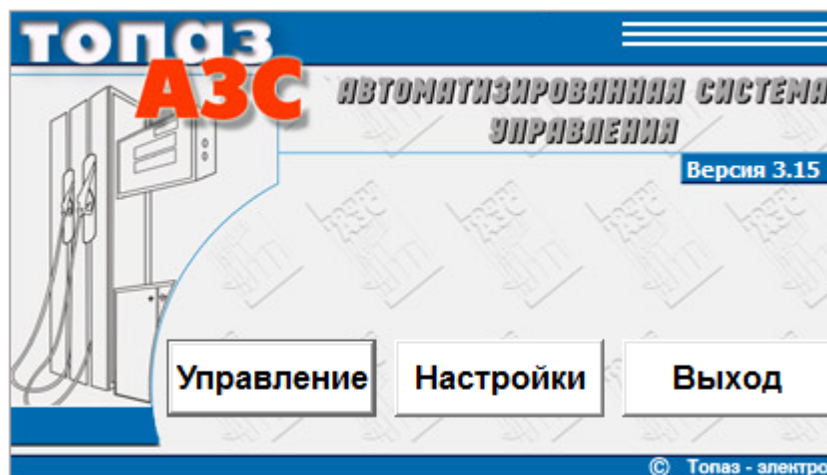 топаз
АЗС
АВТОМАТИЗИРОВАННАЯ СИСТЕМА
УПРАВЛЕНИЯ
Версия 3.15
Управление
Настройки
Выход
© Топаз - электро